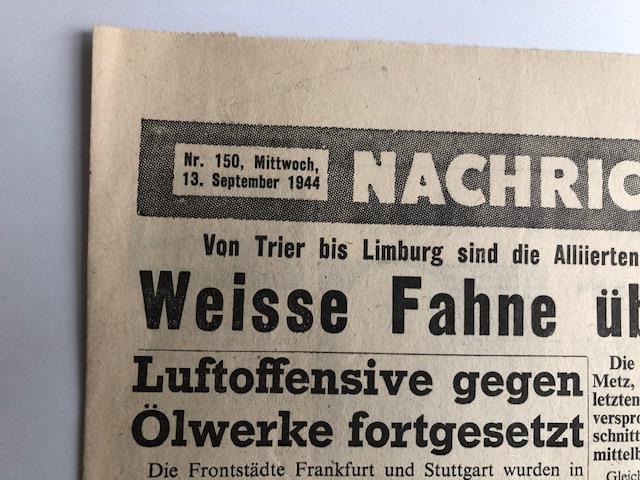 Nr. 150, Mittwoch,
13. September 1944
NACHRIC
Von Trier bis Limburg sind die Alliierten
Weisse Fahne üb
Luftoffensive gegen
Ölwerke fortgesetzt
Die Frontstädte Frankfurt und Stuttgart wurden in
Die
Metz,
letzten
verspro
schnitt
mittelb
Gleich